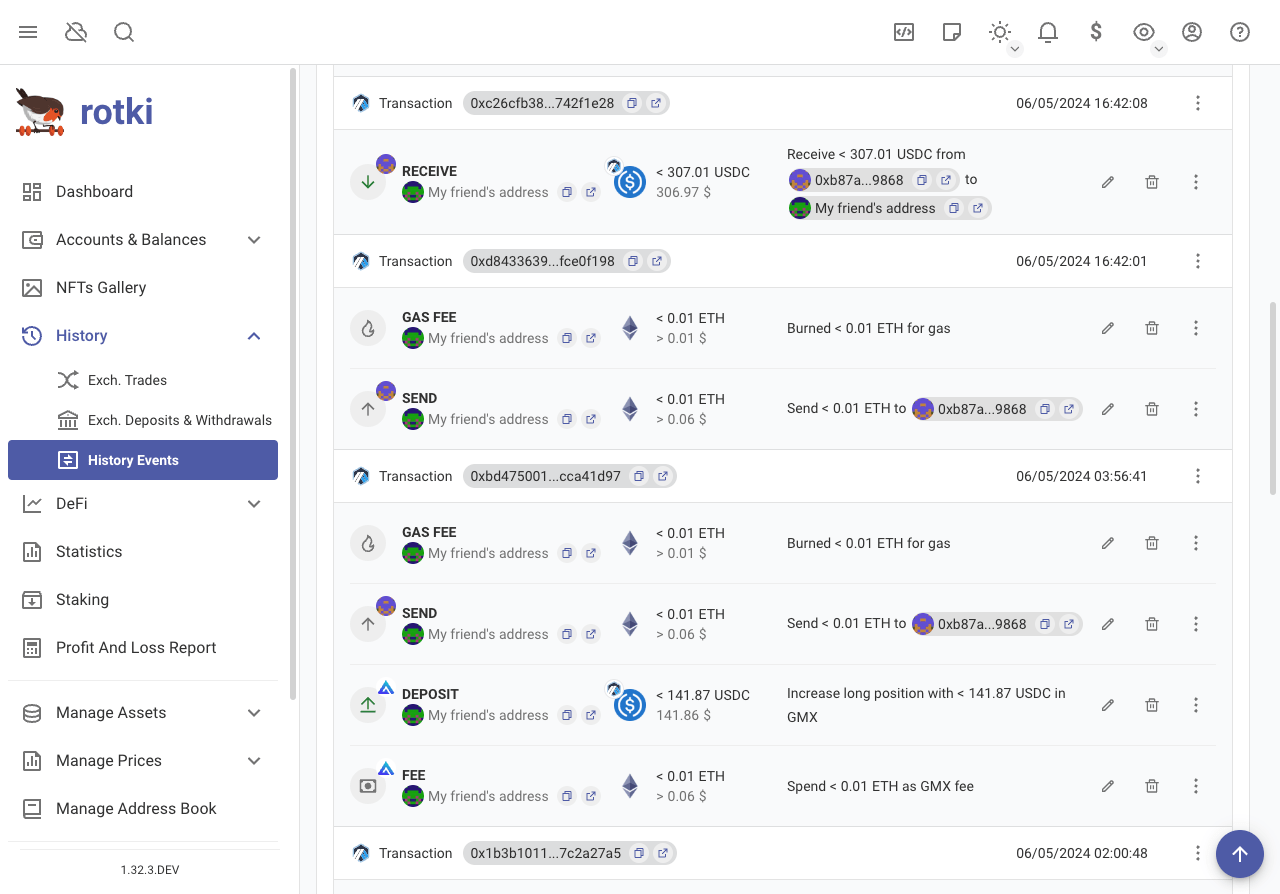 rotki
Dashboard
Accounts & Balances
NFTs Gallery
History
Exch. Trades
Exch. Deposits & Withdrawals
History Events
DeFi
Statistics
Staking
Profit And Loss Report
Manage Assets
Manage Prices
Manage Address Book
1.32.3.DEV
Transaction 0xc26cfb38...742f1e28 06/05/2024 16:42:08
RECEIVE
My friend's address
< 307.01 USDC
306.97 $
Receive < 307.01 USDC from
0xb87a...9868 to
My friend's address
Transaction 0xd8433639...fce0f198 06/05/2024 16:42:01
GAS FEE
My friend's address
< 0.01 ETH
> 0.01 $
Burned < 0.01 ETH for gas
SEND
My friend's address
< 0.01 ETH
> 0.06 $
Send < 0.01 ETH to 0xb87a...9868
Transaction 0xbd475001...cca41d97 06/05/2024 03:56:41
GAS FEE
My friend's address
< 0.01 ETH
> 0.01 $
Burned < 0.01 ETH for gas
SEND
My friend's address
< 0.01 ETH
> 0.06 $
Send < 0.01 ETH to 0xb87a...9868
DEPOSIT
My friend's address
< 141.87 USDC
141.86 $
Increase long position with < 141.87 USDC in
GMX
FEE
My friend's address
< 0.01 ETH
> 0.06 $
Spend < 0.01 ETH as GMX fee
Transaction 0x1b3b1011...7c2a27a5 06/05/2024 02:00:48